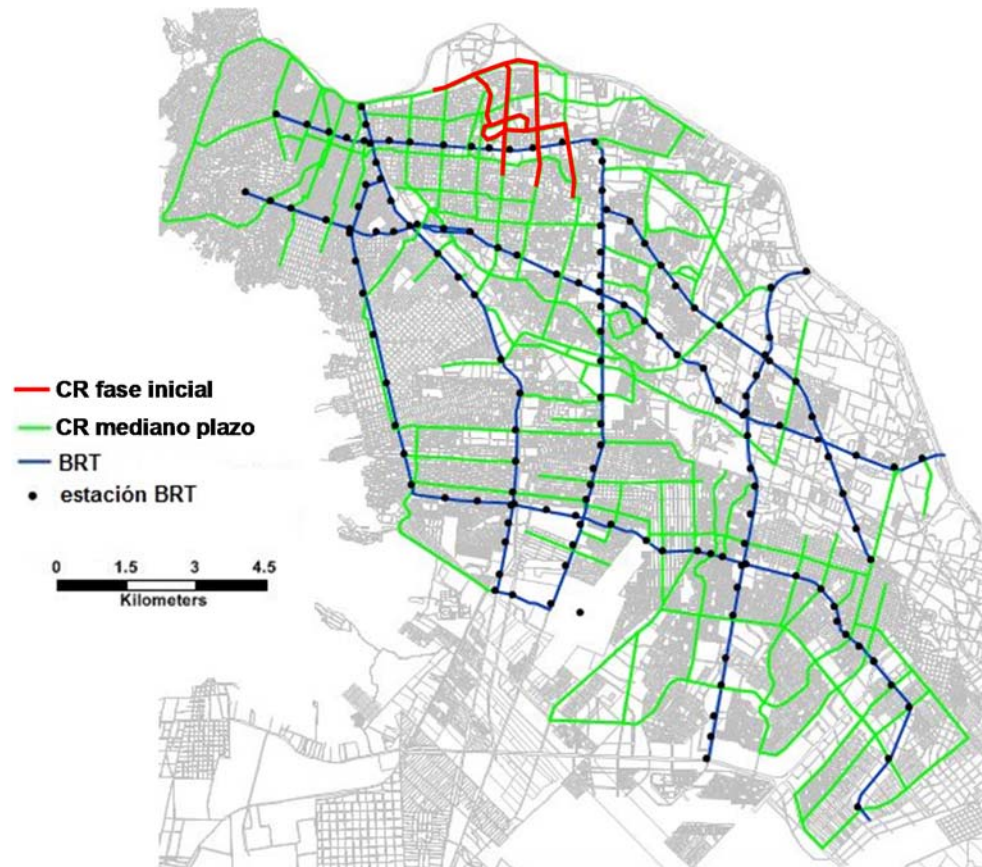 CR fase inicial
CR mediano plazo
BRT
estación BRT
0 1.5 3 4.5
Kilometers